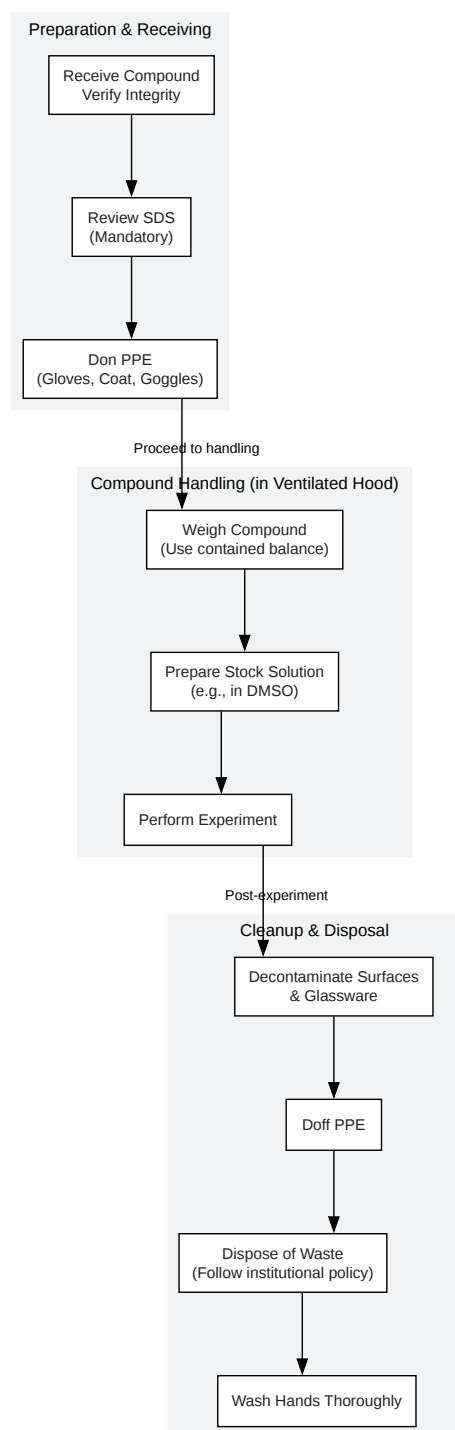 Preparation & Receiving
Receive Compound
Verify Integrity
Review SDS
(Mandatory)
Don PPE
(Gloves, Coat, Goggles)
Proceed to handling
Compound Handling (in Ventilated Hood)
Weigh Compound
(Use contained balance)
Prepare Stock Solution
(e.g., in DMSO)
Perform Experiment
Post-experiment
Cleanup & Disposal
Decontaminate Surfaces
& Glassware
Doff PPE
Dispose of Waste
(Follow institutional policy)
Wash Hands Thoroughly